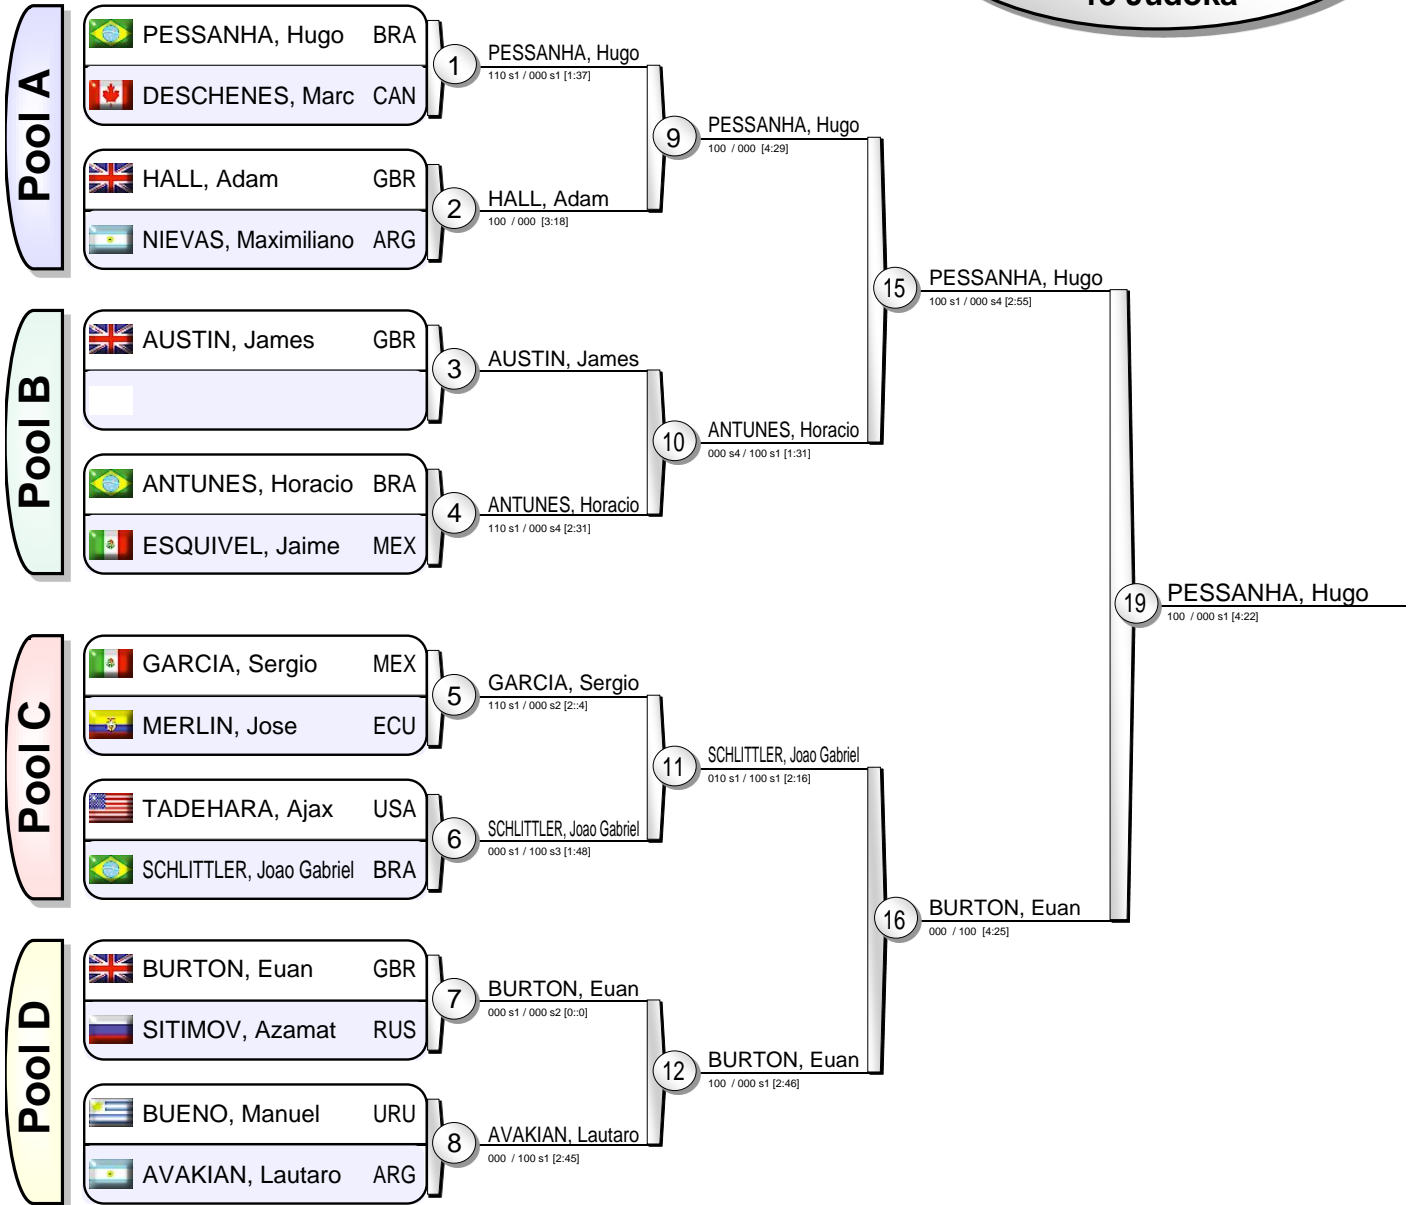 15 Judoka
Pool A
PESSANHA, Hugo BRA
DESCHENES, Marc CAN
HALL, Adam GBR
NIEVAS, Maximiliano ARG
Pool B
AUSTIN, James GBR
ANTUNES, Horacio BRA
ESQUIVEL, Jaime MEX
Pool C
GARCIA, Sergio MEX
MERLIN, Jose ECU
TADEHARA, Ajax USA
SCHLITTLER, Joao Gabriel BRA
Pool D
BURTON, Euan GBR
SITIMOV, Azamat RUS
BUENO, Manuel URU
AVAKIAN, Lautaro ARG
1
PESSANHA, Hugo
110 s1 / 000 s1 [1:37]
2
HALL, Adam
100 / 000 [3:18]
3
AUSTIN, James
4
ANTUNES, Horacio
110 s1 / 000 s4 [2:31]
5
GARCIA, Sergio
110 s1 / 000 s2 [2::4]
6
SCHLITTLER, Joao Gabriel
000 s1 / 100 s3 [1:48]
7
BURTON, Euan
000 s1 / 000 s2 [0::0]
8
AVAKIAN, Lautaro
000 / 100 s1 [2:45]
9
PESSANHA, Hugo
100 / 000 [4:29]
10
ANTUNES, Horacio
000 s4 / 100 s1 [1:31]
11
SCHLITTLER, Joao Gabriel
010 s1 / 100 s1 [2:16]
12
BURTON, Euan
100 / 000 s1 [2:46]
15
PESSANHA, Hugo
100 s1 / 000 s4 [2:55]
16
BURTON, Euan
000 / 100 [4:25]
19
PESSANHA, Hugo
100 / 000 s1 [4:22]